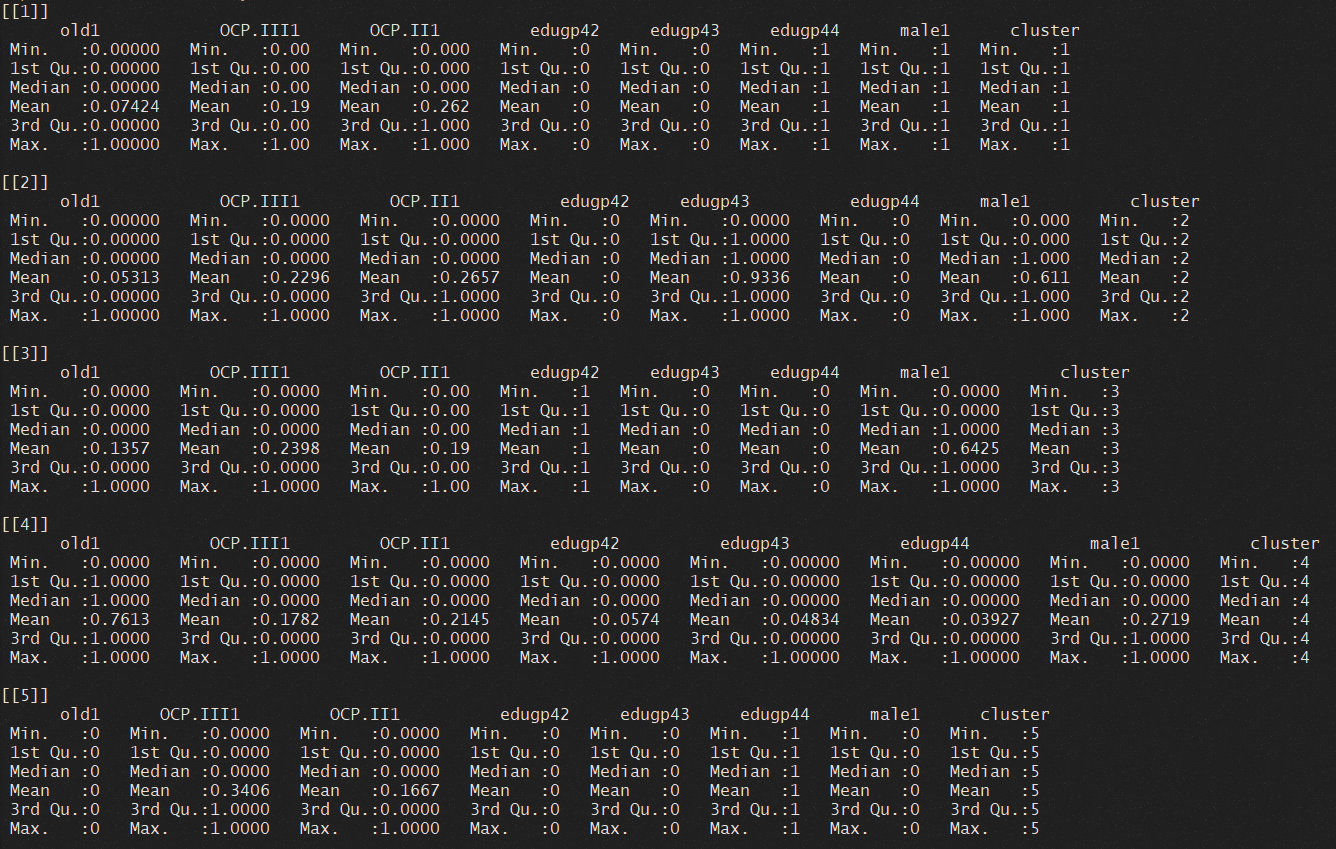 [[1]]
     old1            OCP.III1       OCP.II1         edugp42     edugp43     edugp44      male1      cluster
 Min.   :0.00000   Min.   :0.00   Min.   :0.000   Min.   :0   Min.   :0   Min.   :1   Min.   :1   Min.   :1
 1st Qu.:0.00000   1st Qu.:0.00   1st Qu.:0.000   1st Qu.:0   1st Qu.:0   1st Qu.:1   1st Qu.:1   1st Qu.:1
 Median :0.00000   Median :0.00   Median :0.000   Median :0   Median :0   Median :1   Median :1   Median :1
 Mean   :0.07424   Mean   :0.19   Mean   :0.262   Mean   :0   Mean   :0   Mean   :1   Mean   :1   Mean   :1
 3rd Qu.:0.00000   3rd Qu.:0.00   3rd Qu.:1.000   3rd Qu.:0   3rd Qu.:0   3rd Qu.:1   3rd Qu.:1   3rd Qu.:1
 Max.   :1.00000   Max.   :1.00   Max.   :1.000   Max.   :0   Max.   :0   Max.   :1   Max.   :1   Max.   :1
[[2]]
     old1            OCP.III1         OCP.II1          edugp42     edugp43          edugp44      male1          cluster
 Min.   :0.00000   Min.   :0.0000   Min.   :0.0000   Min.   :0   Min.   :0.0000   Min.   :0   Min.   :0.000   Min.   :2
 1st Qu.:0.00000   1st Qu.:0.0000   1st Qu.:0.0000   1st Qu.:0   1st Qu.:1.0000   1st Qu.:0   1st Qu.:0.000   1st Qu.:2
 Median :0.00000   Median :0.0000   Median :0.0000   Median :0   Median :1.0000   Median :0   Median :1.000   Median :2
 Mean   :0.05313   Mean   :0.2296   Mean   :0.2657   Mean   :0   Mean   :0.9336   Mean   :0   Mean   :0.611   Mean   :2
 3rd Qu.:0.00000   3rd Qu.:0.0000   3rd Qu.:1.0000   3rd Qu.:0   3rd Qu.:1.0000   3rd Qu.:0   3rd Qu.:1.000   3rd Qu.:2
 Max.   :1.00000   Max.   :1.0000   Max.   :1.0000   Max.   :0   Max.   :1.0000   Max.   :0   Max.   :1.000   Max.   :2
[[3]]
     old1           OCP.III1         OCP.II1        edugp42     edugp43     edugp44      male1           cluster
 Min.   :0.0000   Min.   :0.0000   Min.   :0.00   Min.   :1   Min.   :0   Min.   :0   Min.   :0.0000   Min.   :3
 1st Qu.:0.0000   1st Qu.:0.0000   1st Qu.:0.00   1st Qu.:1   1st Qu.:0   1st Qu.:0   1st Qu.:0.0000   1st Qu.:3
 Median :0.0000   Median :0.0000   Median :0.00   Median :1   Median :0   Median :0   Median :1.0000   Median :3
 Mean   :0.1357   Mean   :0.2398   Mean   :0.19   Mean   :1   Mean   :0   Mean   :0   Mean   :0.6425   Mean   :3
 3rd Qu.:0.0000   3rd Qu.:0.0000   3rd Qu.:0.00   3rd Qu.:1   3rd Qu.:0   3rd Qu.:0   3rd Qu.:1.0000   3rd Qu.:3
 Max.   :1.0000   Max.   :1.0000   Max.   :1.00   Max.   :1   Max.   :0   Max.   :0   Max.   :1.0000   Max.   :3
[[4]]
     old1           OCP.III1         OCP.II1          edugp42          edugp43           edugp44            male1           cluster
 Min.   :0.0000   Min.   :0.0000   Min.   :0.0000   Min.   :0.0000   Min.   :0.00000   Min.   :0.00000   Min.   :0.0000   Min.   :4
 1st Qu.:1.0000   1st Qu.:0.0000   1st Qu.:0.0000   1st Qu.:0.0000   1st Qu.:0.00000   1st Qu.:0.00000   1st Qu.:0.0000   1st Qu.:4
 Median :1.0000   Median :0.0000   Median :0.0000   Median :0.0000   Median :0.00000   Median :0.00000   Median :0.0000   Median :4
 Mean   :0.7613   Mean   :0.1782   Mean   :0.2145   Mean   :0.0574   Mean   :0.04834   Mean   :0.03927   Mean   :0.2719   Mean   :4
 3rd Qu.:1.0000   3rd Qu.:0.0000   3rd Qu.:0.0000   3rd Qu.:0.0000   3rd Qu.:0.00000   3rd Qu.:0.00000   3rd Qu.:1.0000   3rd Qu.:4
 Max.   :1.0000   Max.   :1.0000   Max.   :1.0000   Max.   :1.0000   Max.   :1.00000   Max.   :1.00000   Max.   :1.0000   Max.   :4
[[5]]
     old1      OCP.III1         OCP.II1          edugp42     edugp43     edugp44      male1      cluster
 Min.   :0   Min.   :0.0000   Min.   :0.0000   Min.   :0   Min.   :0   Min.   :1   Min.   :0   Min.   :5
 1st Qu.:0   1st Qu.:0.0000   1st Qu.:0.0000   1st Qu.:0   1st Qu.:0   1st Qu.:1   1st Qu.:0   1st Qu.:5
 Median :0   Median :0.0000   Median :0.0000   Median :0   Median :0   Median :1   Median :0   Median :5
 Mean   :0   Mean   :0.3406   Mean   :0.1667   Mean   :0   Mean   :0   Mean   :1   Mean   :0   Mean   :5
 3rd Qu.:0   3rd Qu.:1.0000   3rd Qu.:0.0000   3rd Qu.:0   3rd Qu.:0   3rd Qu.:1   3rd Qu.:0   3rd Qu.:5
 Max.   :0   Max.   :1.0000   Max.   :1.0000   Max.   :0   Max.   :0   Max.   :1   Max.   :0   Max.   :5